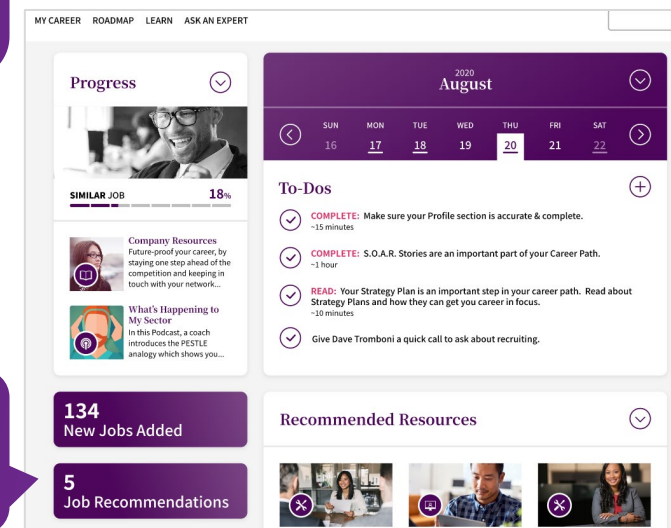 MY CAREER ROADMAP LEARN ASK AN EXPERT
Progress
SIMILAR JOB 18%
Company Resources
Future-proof your career, by
staying one step ahead of the
competition and keeping in
touch with your network...
What's Happening to
My Sector
In this Podcast, a coach
introduces the PESTLE
analogy which shows you...
134
New Jobs Added
5
Job Recommendations
2020
August
SUN MON TUE WED THU FRI SAT
16 17 18 19 20 21 22
To-Dos
COMPLETE: Make sure your Profile section is accurate & complete.
~15 minutes
COMPLETE: S.O.A.R. Stories are an important part of your Career Path.
~1 hour
READ: Your Strategy Plan is an important step in your career path. Read about
Strategy Plans and how they can get you career in focus.
~10 minutes
Give Dave Tromboni a quick call to ask about recruiting.
Recommended Resources